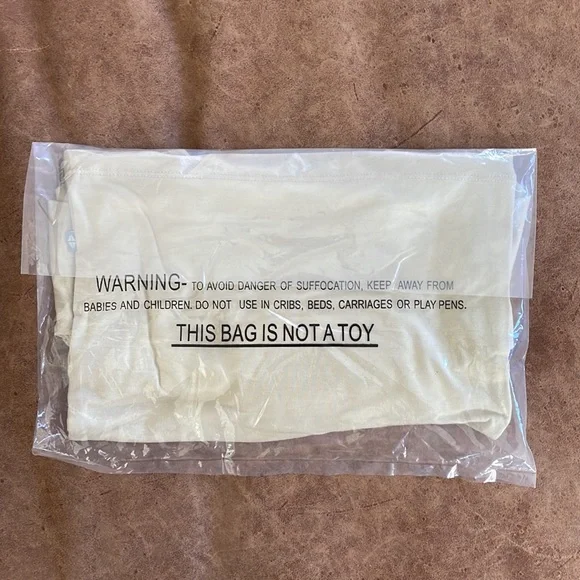 WARNING- TO AVOID DANGER OF SUFFOCATION, KEEP AWAY FROM
BABIES AND CHILDREN. DO NOT USE IN CRIBS, BEDS, CARRIAGES OR PLAY PENS.
THIS BAG IS NOT A TOY